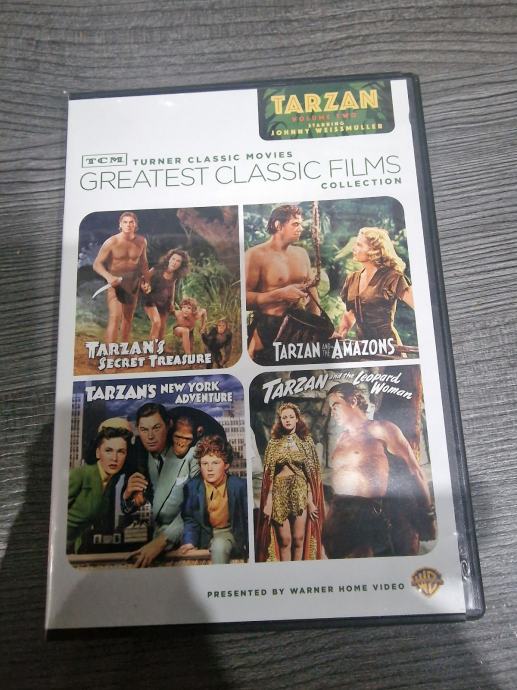 TARZAN
VOLUME TWO
STARRING
JOHNNY WEISSMULLER
TCM TURNER CLASSIC MOVIES
GREATEST CLASSIC FILMS
COLLECTION
TARZAN'S
SECRET TREASURE
TARZAN AND THE AMAZONS
TARZAN'S NEW YORK
ADVENTURE
TARZAN and the Leopard
Woman
PRESENTED BY WARNER HOME VIDEO